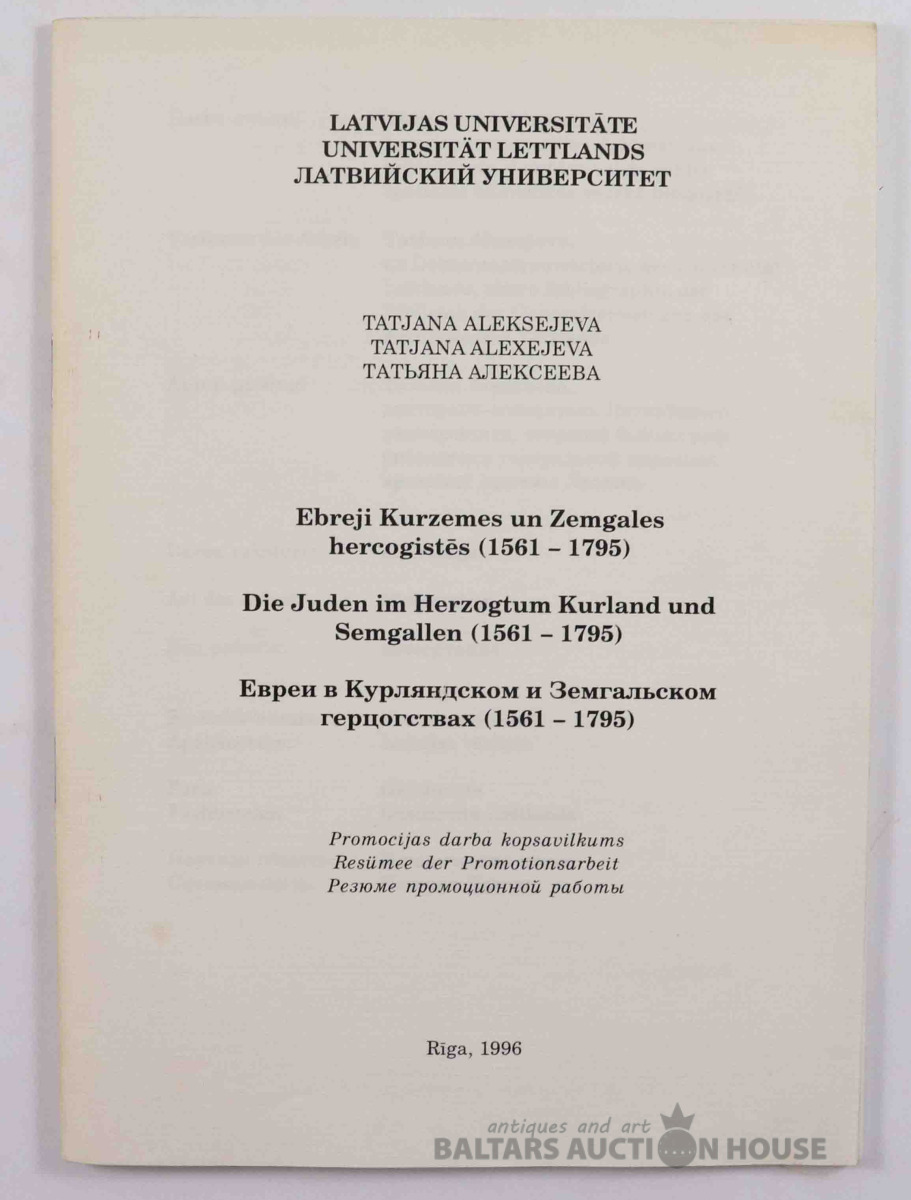 LATVIJAS UNIVERSITĀTE
UNIVERSITÄT LETTLANDS
ЛАТВИЙСКИЙ УНИВЕРСИТЕТ
TATJANA ALEKSEJEVA
TATJANA ALEXEJEVA
ТАТЬЯНА АЛЕКСЕЕВА
Ebreji Kurzemes un Zemgales
hercogistēs (1561 – 1795)
Die Juden im Herzogtum Kurland und
Semgallen (1561 – 1795)
Евреи в Курляндском и Земгальском
герцогствах (1561 – 1795)
Promocijas darba kopsavilkums
Resümee der Promotionsarbeit
Резюме промоционной работы
Rīga, 1996
antiques and art
BALTARS AUCTION HOUSE